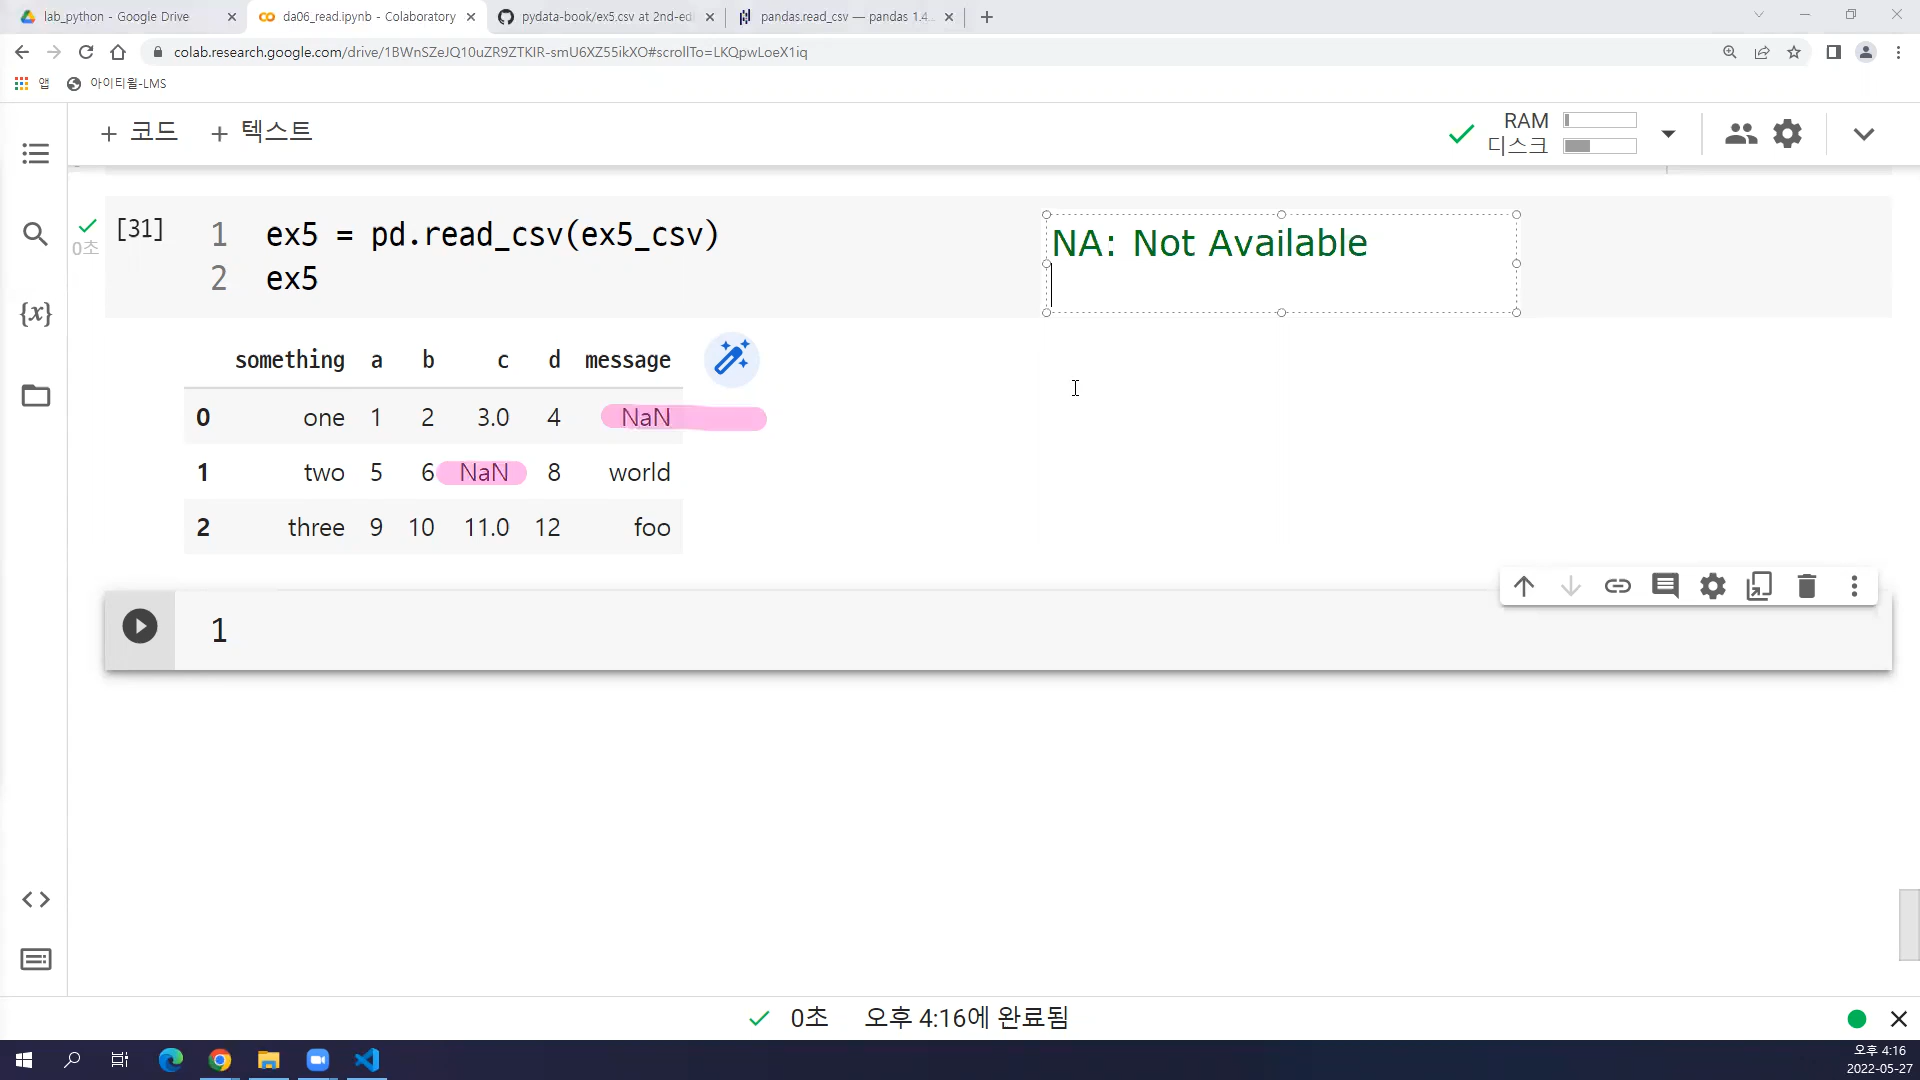 lab_python - Google Drive
da06_read.ipynb - Colaboratory
pydata-book/ex5.csv at 2nd-ed
pandas.read_csv — pandas 1.4.
colab.research.google.com/drive/1BWnSZeJQ10uZR9ZTKIR-smU6XZ55ikXO#scrollTo=LKQpwLoeX1iq
앱 아이티윌-LMS
+ 코드 + 텍스트
RAM
디스크
[31] 1 ex5 = pd.read_csv(ex5_csv)
0초
2 ex5
NA: Not Available
{x}
something a b c d message
0 one 1 2 3.0 4 NaN
1 two 5 6 NaN 8 world
2 three 9 10 11.0 12 foo
1
0초 오후 4:16에 완료됨
오후 4:16
2022-05-27